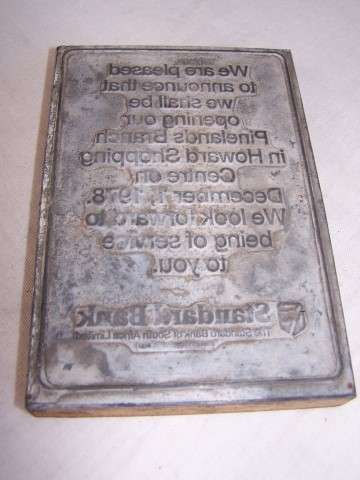 We are pleased
to announce that
we shall be
opening our
Pinelands Branch
in Howard Shopping
Centre on
December 1, 1978.
We look forward to
being of service
to you.
Standard Bank
The Standard Bank of South Africa Limited